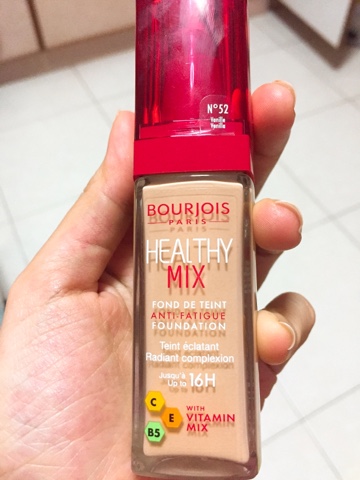 N°52
Vanille
Vanilla
BOURJOIS
PARIS
HEALTHY
MIX
FOND DE TEINT
ANTI-FATIGUE
FOUNDATION
Teint éclatant
Radiant complexion
Jusqu'à
Up to 16H
C
E
B5
WITH
VITAMIN
MIX